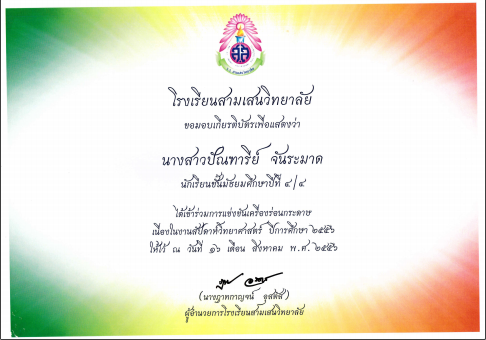 โรงเรียนสามเสนวิทยาลัย
ขอมอบเกียรติบัตรเพื่อแสดงว่า
นางสาวปัณฑารีย์ จันระมาด
นักเรียนชั้นมัธยมศึกษาปีที่ ๔/๔
ได้เข้าร่วมการแข่งขันเครื่องร่อนกระดาษ
เนื่องในงานสัปดาห์วิทยาศาสตร์ ปีการศึกษา ๒๕๕๖
ให้ไว้ ณ วันที่ ๑๖ เดือน สิงหาคม พ.ศ. ๒๕๕๖
ผู้อำนวยการโรงเรียนสามเสนวิทยาลัย